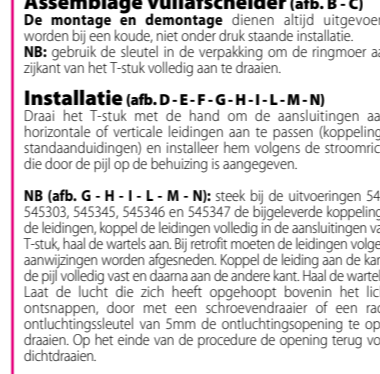 Assemblage vuilafscheider (afb. B - C)
De montage en demontage dienen altijd uitgevoer
worden bij een koude, niet onder druk staande installatie.
NB: gebruik de sleutel in de verpakking om de ringmoer aa
zijkant van het T-stuk volledig aan te draaien.
Installatie (afb. D - E - F - G - H - I - L - M - N)
Draai het T-stuk met de hand om de aansluitingen aa
horizontale of verticale leidingen aan te passen (koppeling
standaanduidingen) en installeer hem volgens de stroomric
die door de pijl op de behuizing is aangegeven.
NB (afb. G - H - I - L - M - N): steek bij de uitvoeringen 54
545303, 545345, 545346 en 545347 de bijgeleverde koppeling
de leidingen, koppel de leidingen volledig in de aansluitingen va
T-stuk, haal de wartels aan. Bij retrofit moeten de leidingen volge
aanwijzingen worden afgesneden. Koppel de leiding aan de kan
de pijl volledig vast en daarna aan de andere kant. Haal de wartel
Laat de lucht die zich heeft opgehoopt bovenin het lic
ontsnappen, door met een schroevendraaier of een rad
ontluchtingssleutel van 5mm de ontluchtingsopening te op
draaien. Op het einde van de procedure de opening terug vo
dichtdraaien.